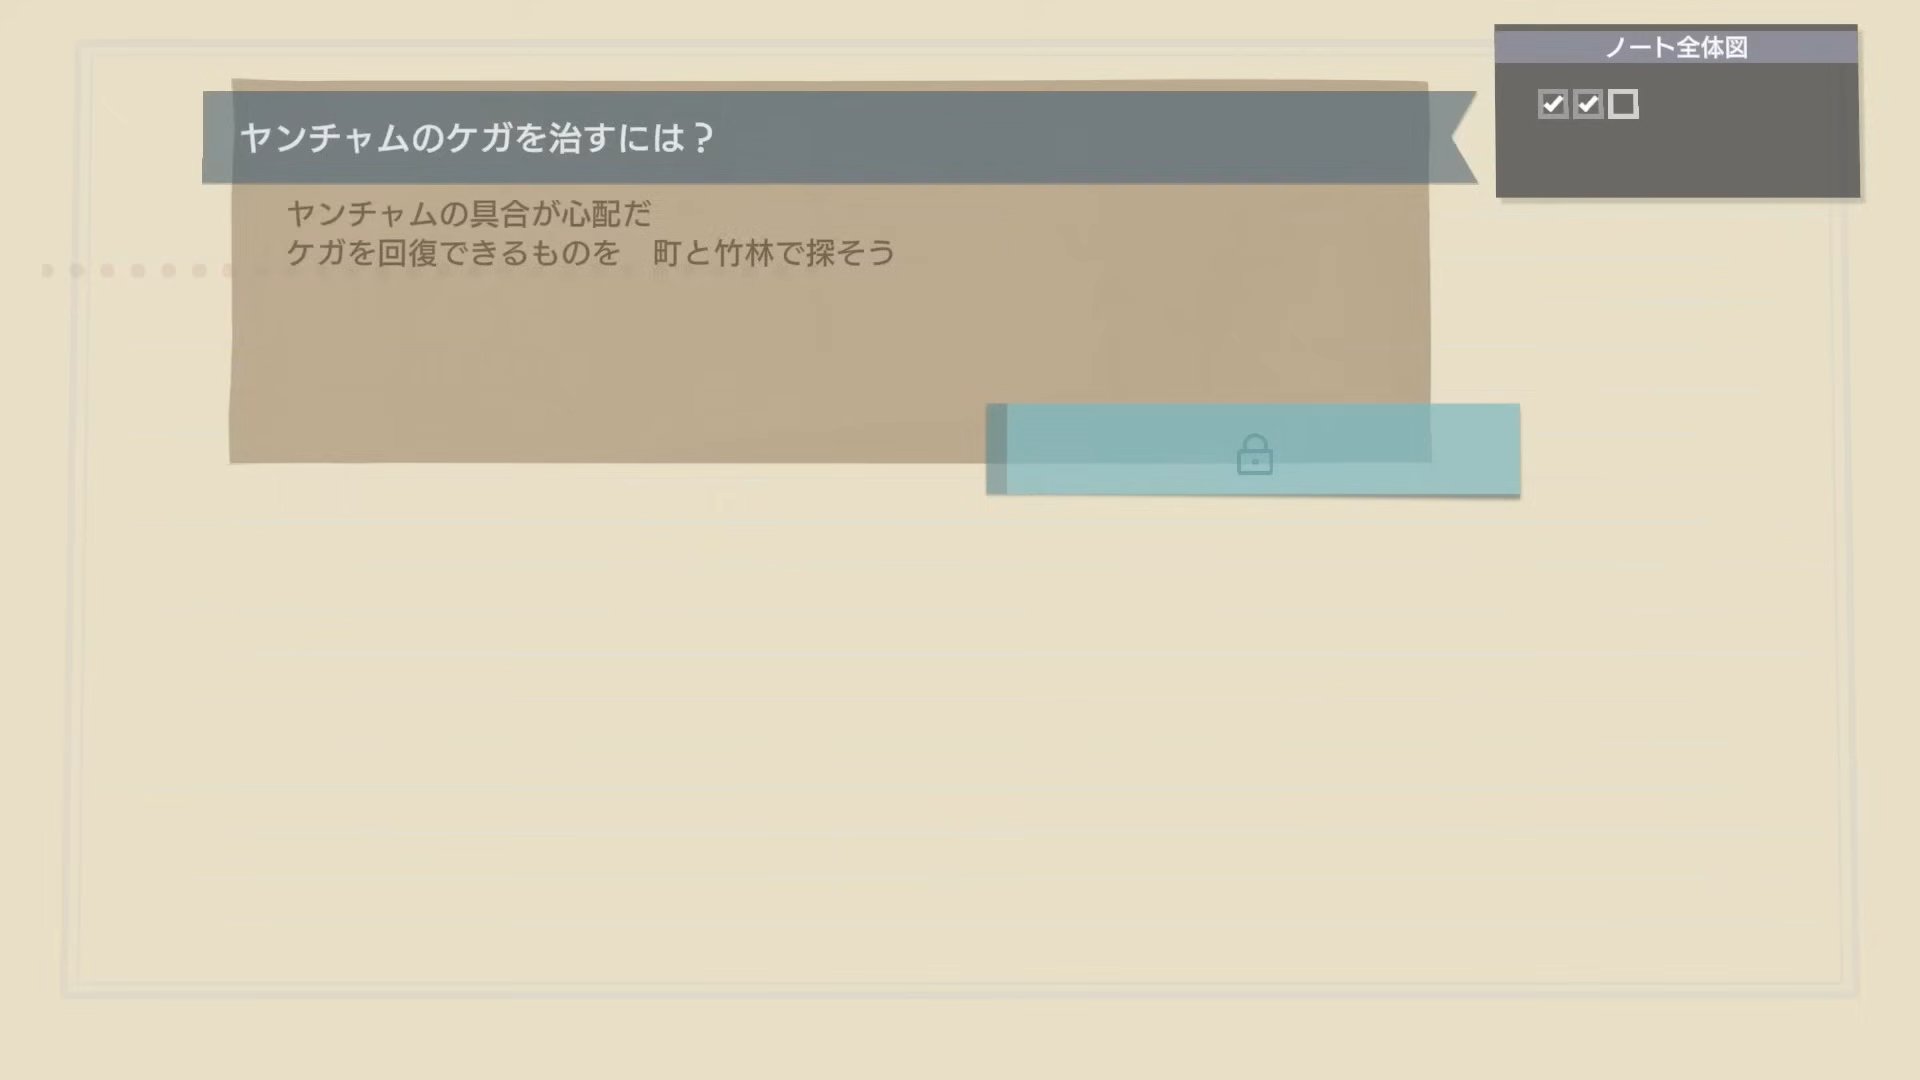 ノート全体図
ヤンチャムのケガを治すには？
ヤンチャムの具合が心配だ
ケガを回復できるものを　町と竹林で探そう